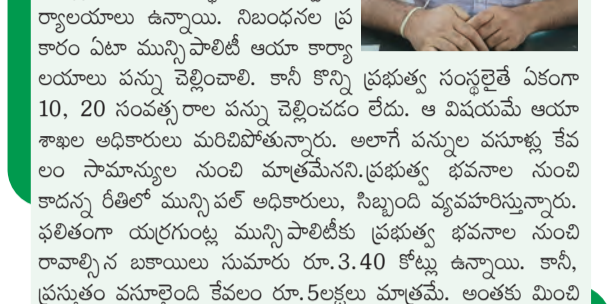 ర్యాలయాలు ఉన్నాయి. నిబంధనల ప్ర
కారం ఏటా మున్సిపాలిటీ ఆయా కార్యా
లయాలు పన్ను చెల్లించాలి. కానీ కొన్ని ప్రభుత్వ సంస్థలైతే ఏకంగా
10, 20 సంవత్సరాల పన్ను చెల్లించడం లేదు. ఆ విషయమే ఆయా
శాఖల అధికారులు మరిచిపోతున్నారు. అలాగే పన్నుల వసూళ్లు కేవ
లం సామాన్యుల నుంచి మాత్రమేనని.ప్రభుత్వ భవనాల నుంచి
కాదన్న రీతిలో మున్సిపల్ అధికారులు, సిబ్బంది వ్యవహరిస్తున్నారు.
ఫలితంగా యర్రగుంట్ల మున్సిపాలిటీకు ప్రభుత్వ భవనాల నుంచి
రావాల్సిన బకాయిలు సుమారు రూ.3.40 కోట్లు ఉన్నాయి. కానీ,
ప్రస్తుతం వసూలైంది కేవలం రూ.5లక్షలు మాత్రమే. అంతకు మించి